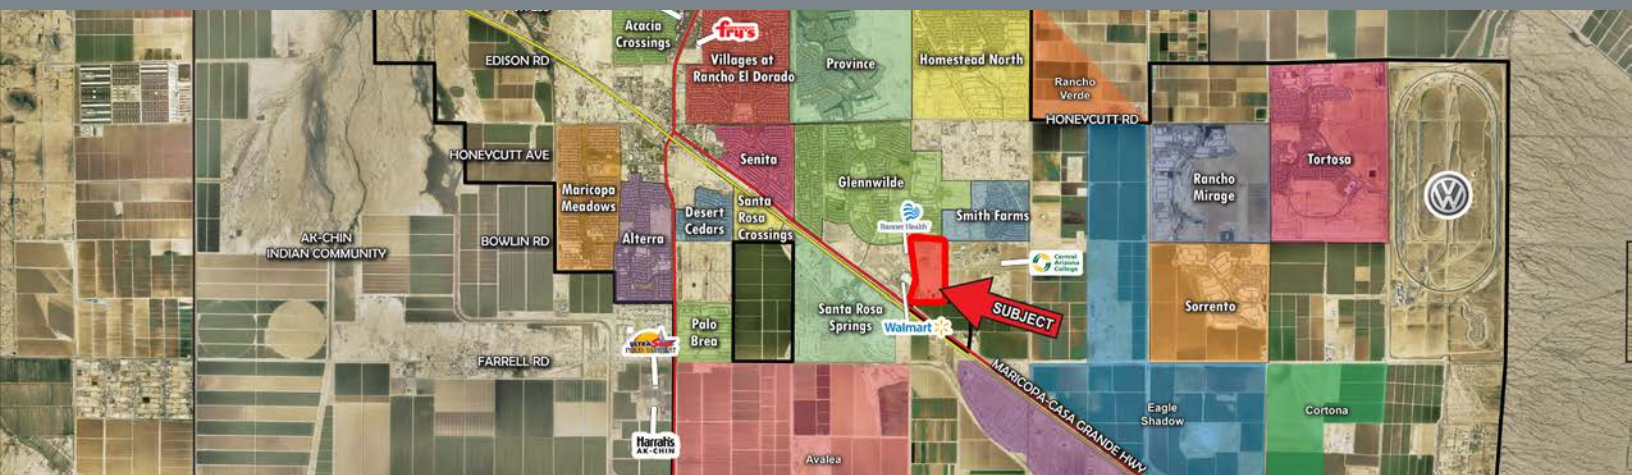 Acacia
Crossings
fry's
EDISON RD
Villages at
Rancho El Dorado
Province
Homestead North
Rancho
Verde
HONEYCUTT RD
HONEYCUTT AVE
Senita
Glennwilde
Rancho
Mirage
Tortosa
Maricopa
Meadows
Desert
Cedars
Santa
Rosa
Crossings
Banner Health
Smith Farms
AK-CHIN
INDIAN COMMUNITY
BOWLIN RD
Alterra
Central
Arizona
College
Palo
Brea
Santa Rosa
Springs
Walmart
SUBJECT
Sorrento
ULTRASTAR
FARRELL RD
MARICOPA-CASA GRANDE HWY
Eagle
Shadow
Cortona
Harrah's
AK-CHIN
Avalea